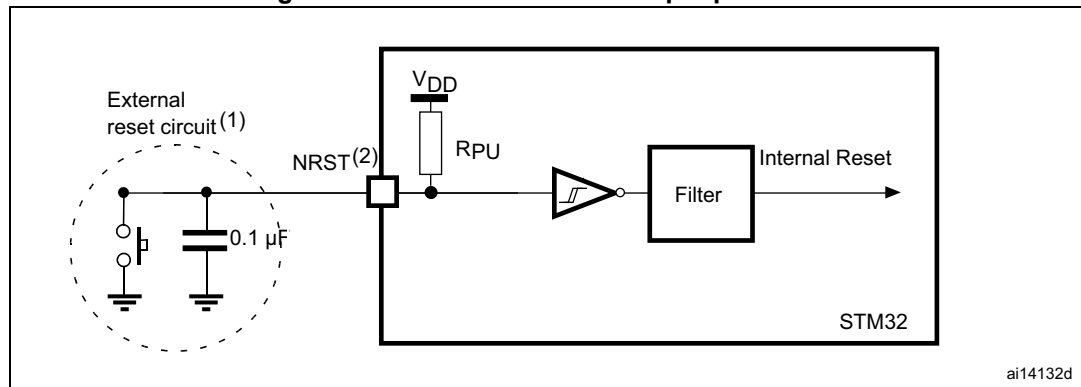 External
reset circuit(1)
NRST(2)
VDD
RPU
Internal Reset
Filter
0.1 µF
STM32
ai14132d